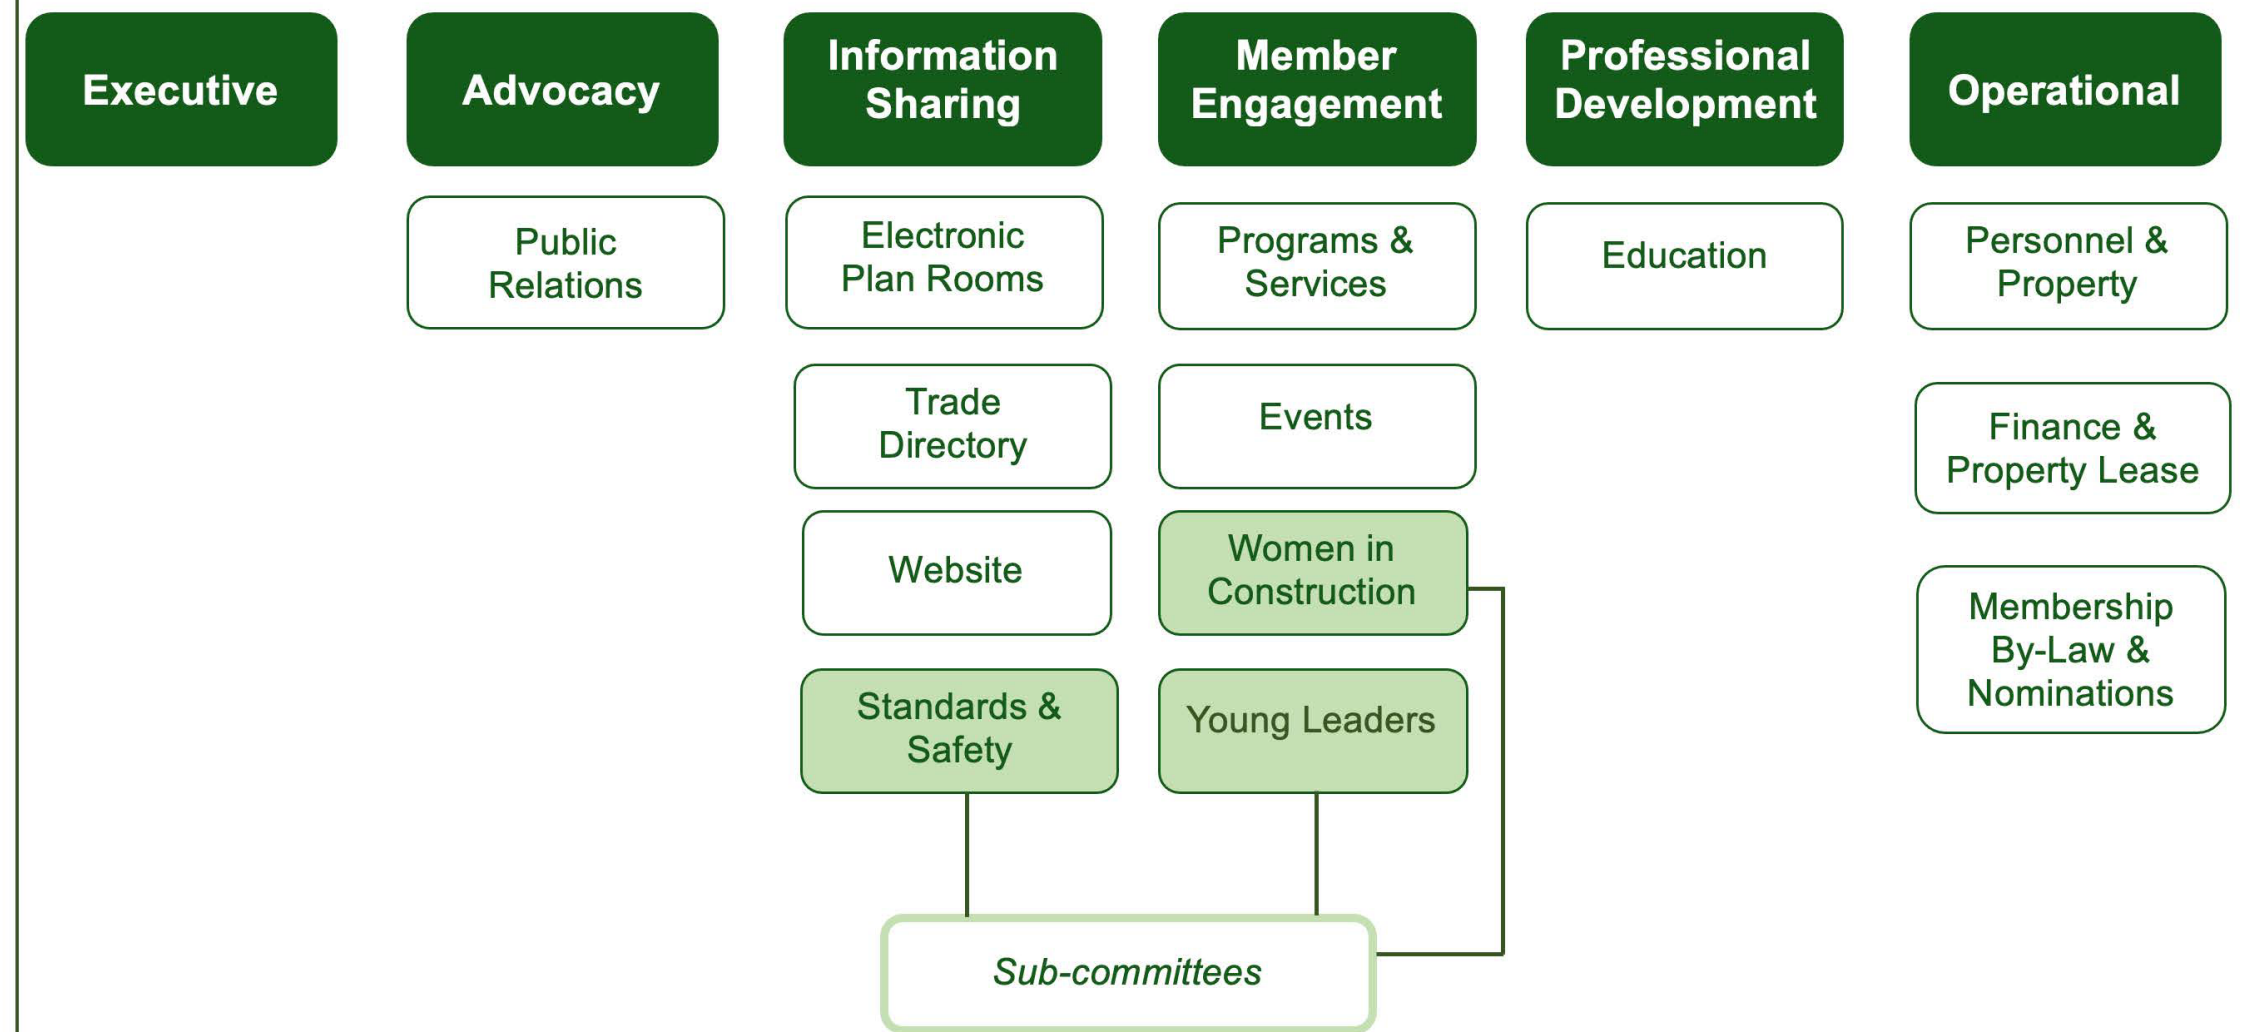 Executive
Advocacy
Information
Sharing
Member
Engagement
Professional
Development
Operational
Public
Relations
Electronic
Plan Rooms
Programs &
Services
Education
Personnel &
Property
Trade
Directory
Events
Finance &
Property Lease
Website
Women in
Construction
Membership
By-Law &
Nominations
Standards &
Safety
Young Leaders
Sub-committees